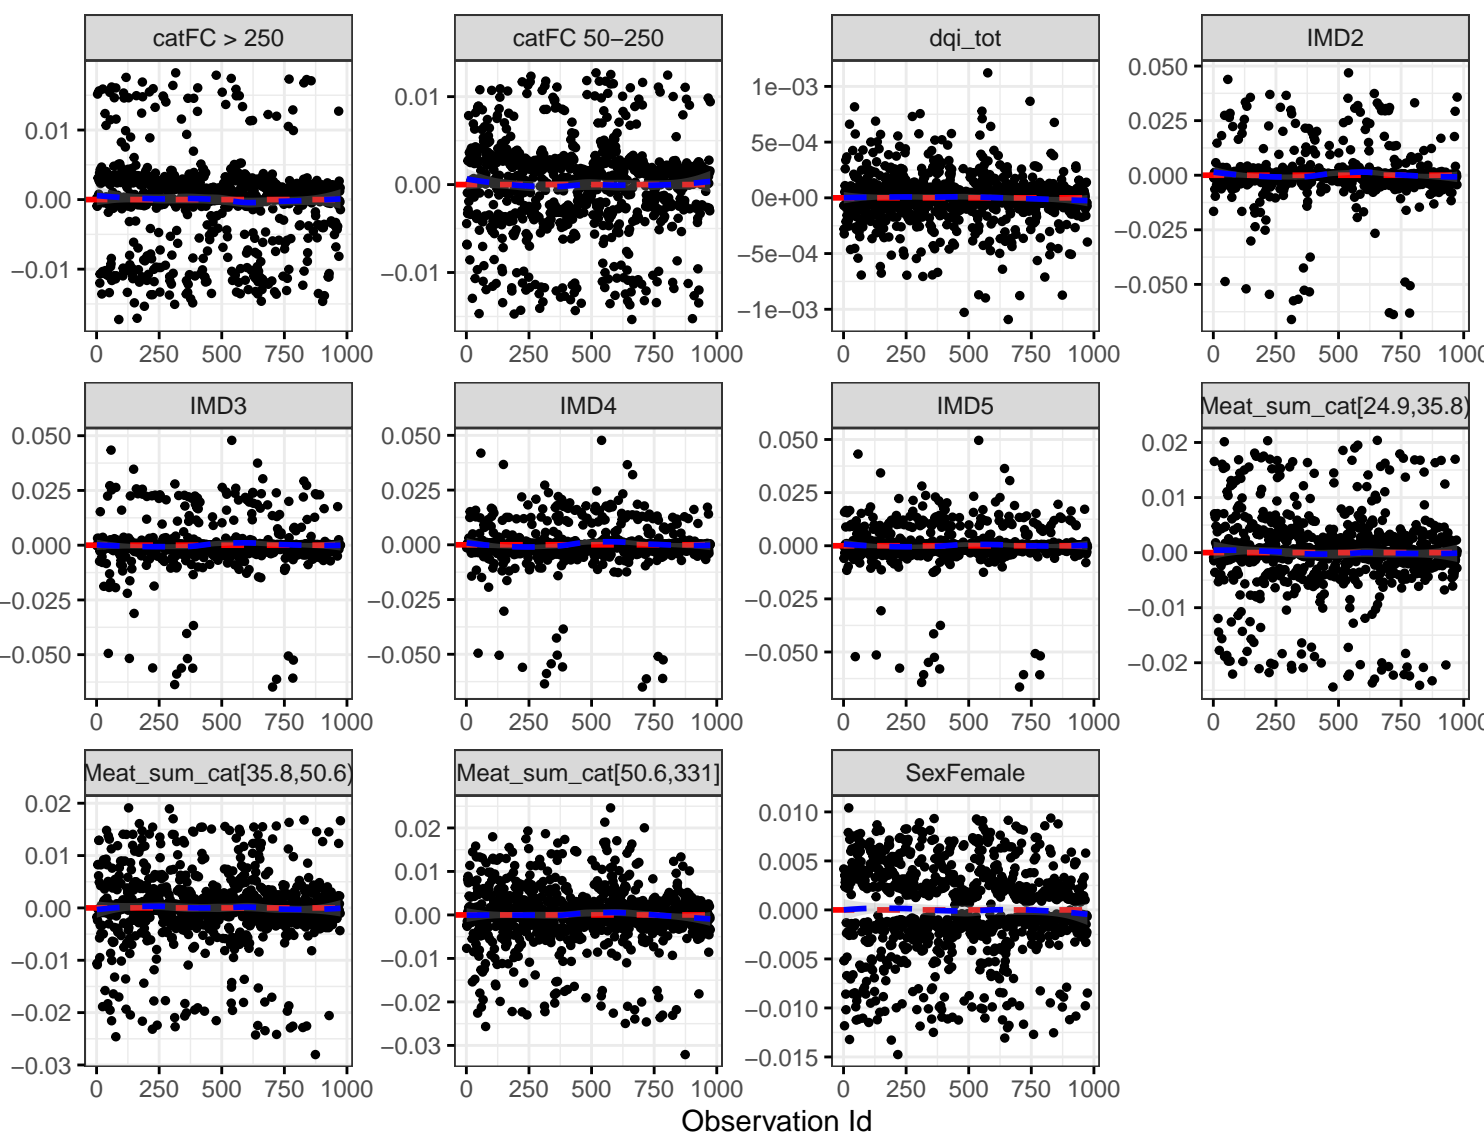 catFC > 250
catFC 50−250
dqi_tot
IMD2
0.01
0.00
−0.01
0.01
0.00
−0.01
1e−03
5e−04
0e+00
−5e−04
−1e−03
0.050
0.025
0.000
−0.025
−0.050
0 250 500 750 1000
0 250 500 750 1000
0 250 500 750 1000
0 250 500 750 1000
IMD3
IMD4
IMD5
Meat_sum_cat[24.9,35.8)
0.050
0.025
0.000
−0.025
−0.050
0.050
0.025
0.000
−0.025
−0.050
0.050
0.025
0.000
−0.025
−0.050
0.02
0.01
0.00
−0.01
−0.02
0 250 500 750 1000
0 250 500 750 1000
0 250 500 750 1000
0 250 500 750 1000
Meat_sum_cat[35.8,50.6)
Meat_sum_cat[50.6,331]
SexFemale
0.02
0.01
0.00
−0.01
−0.02
−0.03
0.02
0.01
0.00
−0.01
−0.02
−0.03
0.010
0.005
0.000
−0.005
−0.010
−0.015
0 250 500 750 1000
0 250 500 750 1000
0 250 500 750 1000
Observation Id